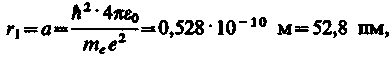 r₁ = a = ℏ² · 4πε₀ / mₑe² = 0,528 · 10⁻¹⁰ м = 52,8 пм,